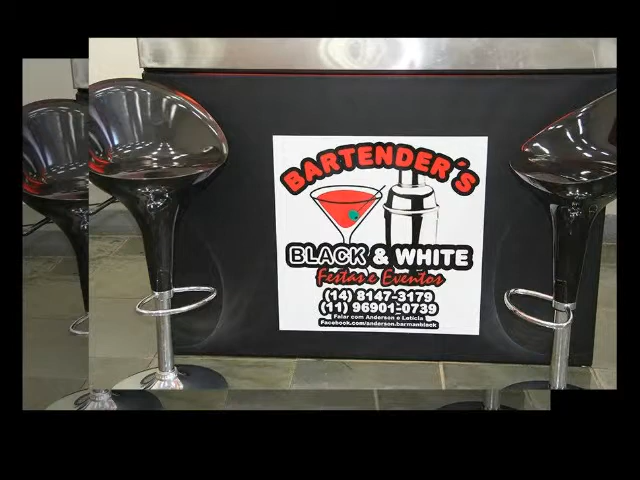 BARTENDER´S
BLACK & WHITE
Festas e Eventos
(14) 8147-3179
(11) 96901-0739
Falar com Anderson e Letícia
Facebook.com/anderson.barmanblack